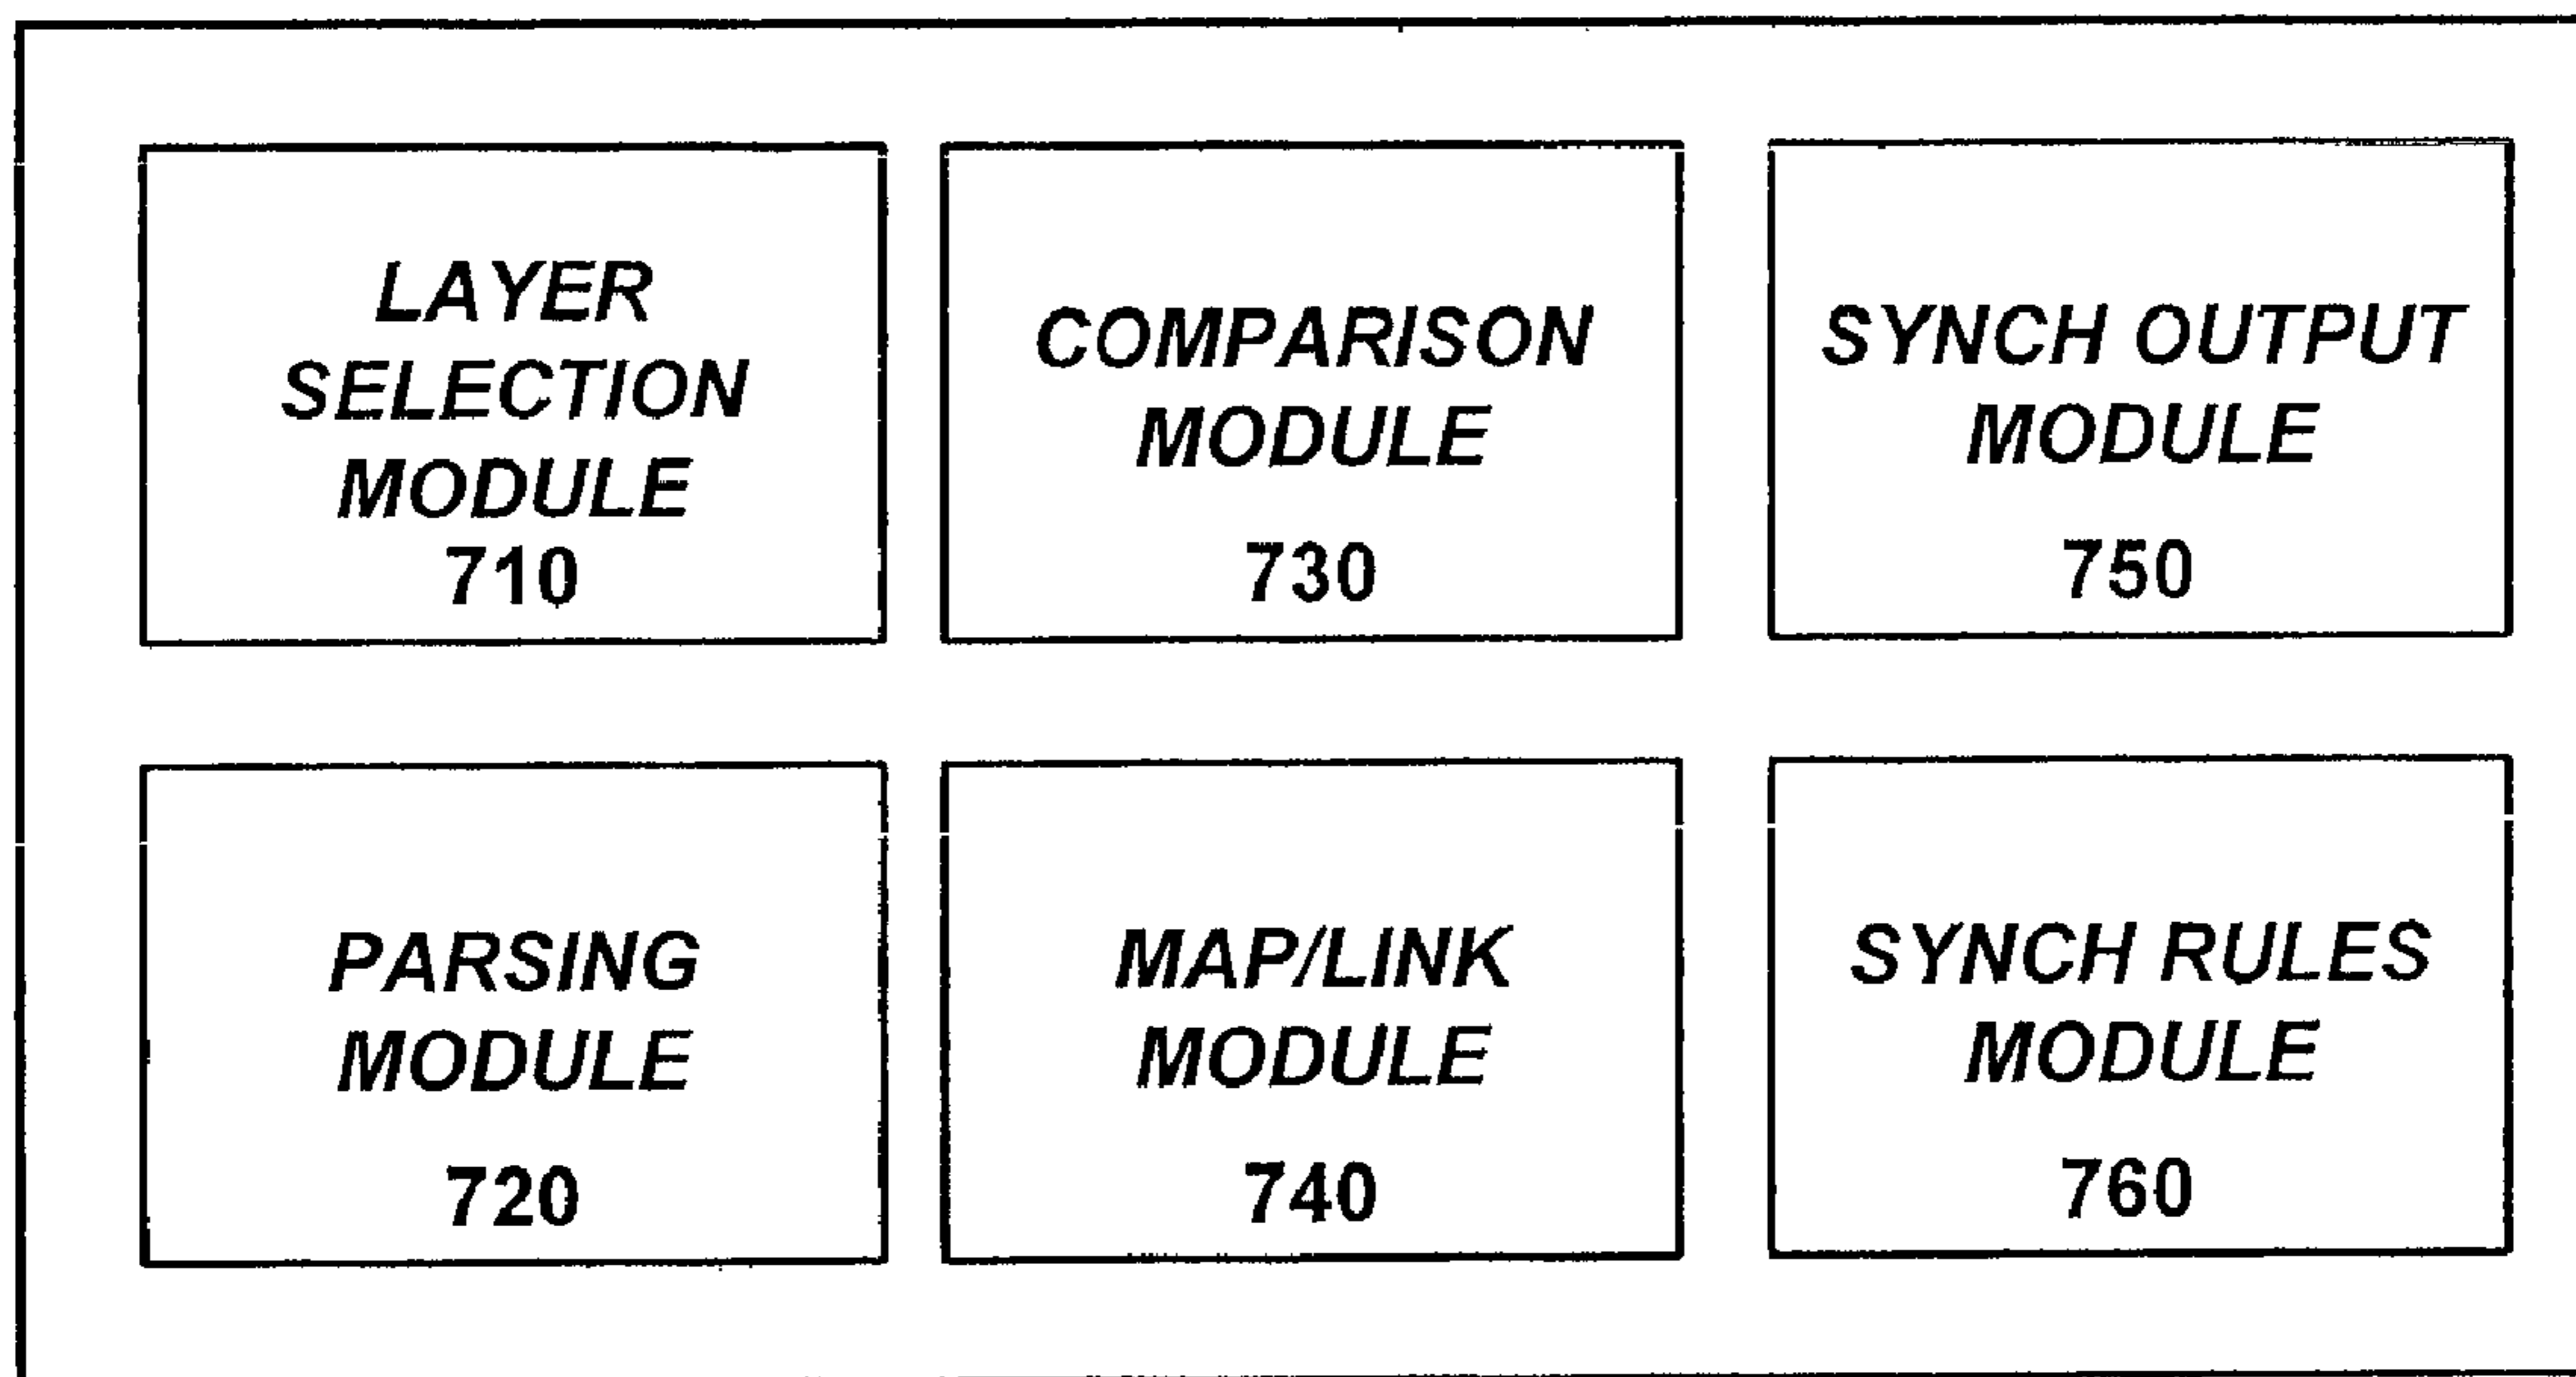 LAYER
SELECTION
MODULE
710
COMPARISON
MODULE
730
SYNCH OUTPUT
MODULE
750
PARSING
MODULE
720
MAP/LINK
MODULE
740
SYNCH RULES
MODULE
760